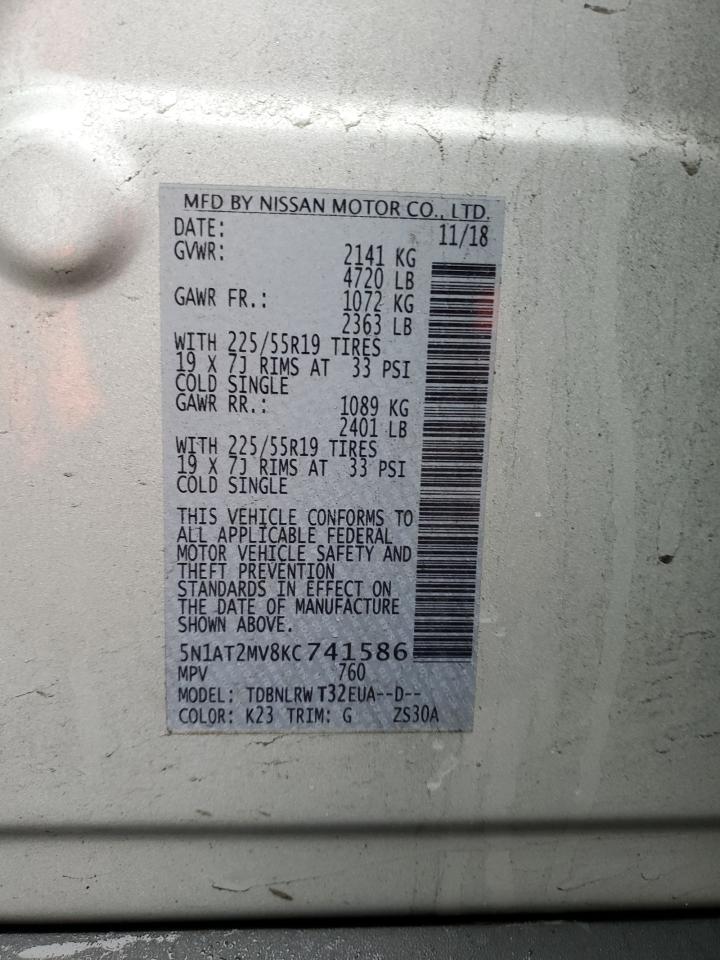 MFD BY NISSAN MOTOR CO., LTD.
DATE: 11/18
GVWR: 2141 KG
4720 LB
GAWR FR.: 1072 KG
2363 LB
WITH 225/55R19 TIRES
19 X 7J RIMS AT 33 PSI
COLD SINGLE
GAWR RR.: 1089 KG
2401 LB
WITH 225/55R19 TIRES
19 X 7J RIMS AT 33 PSI
COLD SINGLE
THIS VEHICLE CONFORMS TO
ALL APPLICABLE FEDERAL
MOTOR VEHICLE SAFETY AND
THEFT PREVENTION
STANDARDS IN EFFECT ON
THE DATE OF MANUFACTURE
SHOWN ABOVE.
5N1AT2MV8KC741586
MPV 760
MODEL: TDBNLRW T32EUA--D--
COLOR: K23 TRIM: G ZS30A